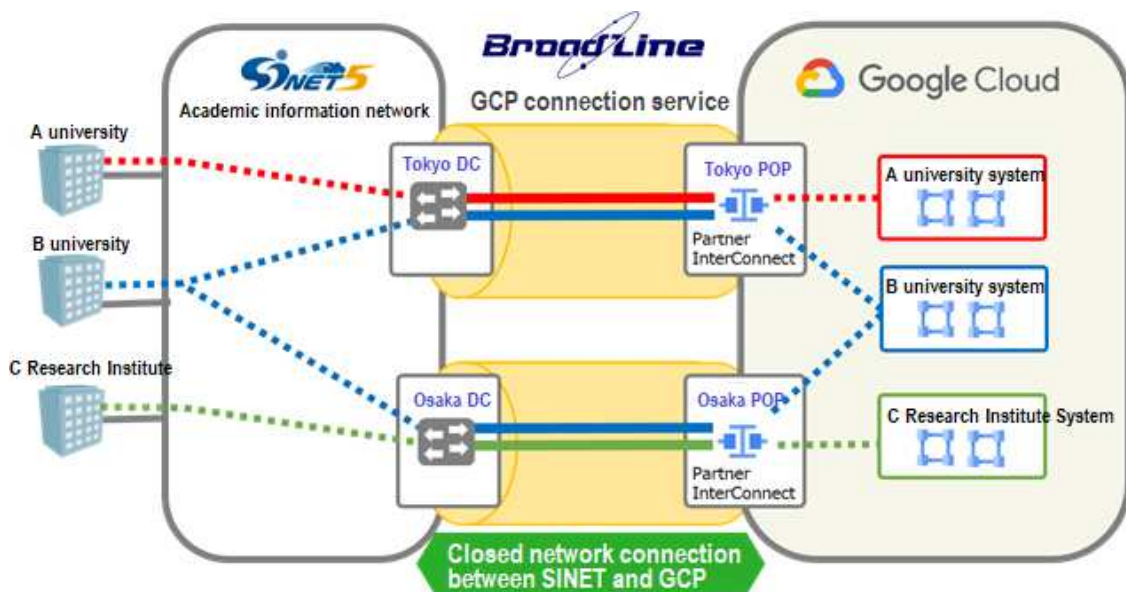 BroadLine
SINET5
Google Cloud
Academic information network
GCP connection service
A university
Tokyo DC
Tokyo POP
A university system
B university
Partner
InterConnect
B university system
C Research Institute
Osaka DC
Osaka POP
C Research Institute System
Partner
InterConnect
Closed network connection
between SINET and GCP